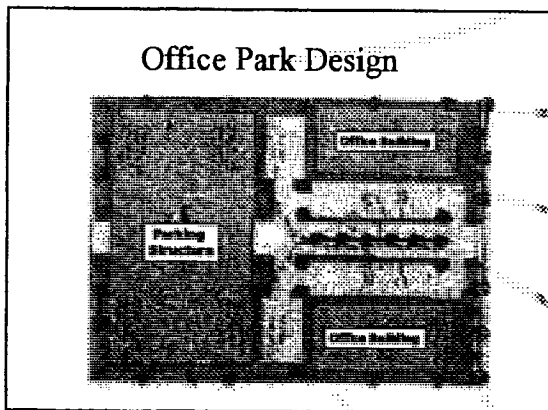 Office Park Design
Office Building
Parking
Structure
Office Building